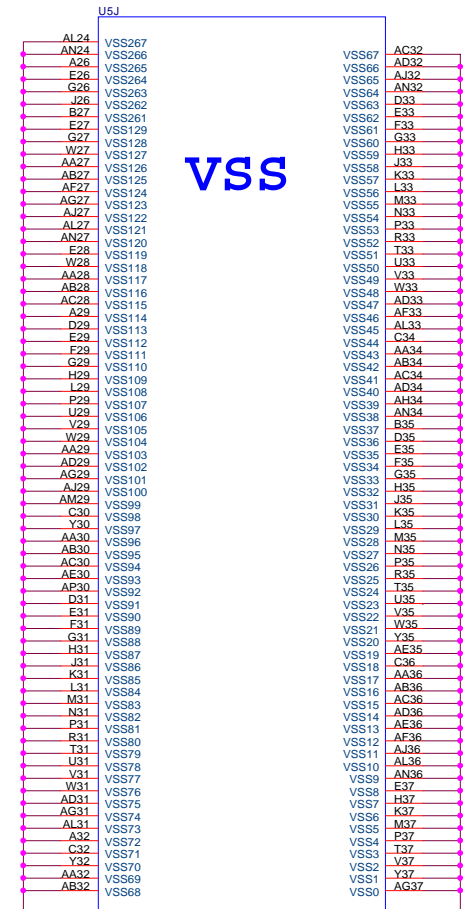 U5J
VSS
AL24 VSS267
AN24 VSS266
A26 VSS265
E26 VSS264
G26 VSS263
J26 VSS262
B27 VSS261
E27 VSS129
G27 VSS128
W27 VSS127
AA27 VSS126
AB27 VSS125
AF27 VSS124
AG27 VSS123
AJ27 VSS122
AL27 VSS121
AN27 VSS120
E28 VSS119
W28 VSS118
AA28 VSS117
AB28 VSS116
AC28 VSS115
A29 VSS114
D29 VSS113
E29 VSS112
F29 VSS111
G29 VSS110
H29 VSS109
L29 VSS108
P29 VSS107
U29 VSS106
V29 VSS105
W29 VSS104
AA29 VSS103
AD29 VSS102
AG29 VSS101
AJ29 VSS100
AM29 VSS99
C30 VSS98
Y30 VSS97
AA30 VSS96
AB30 VSS95
AC30 VSS94
AE30 VSS93
AP30 VSS92
D31 VSS91
E31 VSS90
F31 VSS89
G31 VSS88
H31 VSS87
J31 VSS86
K31 VSS85
L31 VSS84
M31 VSS83
N31 VSS82
P31 VSS81
R31 VSS80
T31 VSS79
U31 VSS78
V31 VSS77
W31 VSS76
AD31 VSS75
AG31 VSS74
AL31 VSS73
A32 VSS72
C32 VSS71
Y32 VSS70
AA32 VSS69
AB32 VSS68
VSS67 AC32
VSS66 AD32
VSS65 AJ32
VSS64 AN32
VSS63 D33
VSS62 E33
VSS61 F33
VSS60 G33
VSS59 H33
VSS58 J33
VSS57 K33
VSS56 L33
VSS55 M33
VSS54 N33
VSS53 P33
VSS52 R33
VSS51 T33
VSS50 U33
VSS49 V33
VSS48 W33
VSS47 AD33
VSS46 AF33
VSS45 AL33
VSS44 C34
VSS43 AA34
VSS42 AB34
VSS41 AC34
VSS40 AD34
VSS39 AH34
VSS38 AN34
VSS37 B35
VSS36 D35
VSS35 E35
VSS34 F35
VSS33 G35
VSS32 H35
VSS31 J35
VSS30 K35
VSS29 L35
VSS28 M35
VSS27 N35
VSS26 P35
VSS25 R35
VSS24 T35
VSS23 U35
VSS22 V35
VSS21 W35
VSS20 Y35
VSS19 AE35
VSS18 C36
VSS17 AA36
VSS16 AB36
VSS15 AC36
VSS14 AD36
VSS13 AE36
VSS12 AF36
VSS11 AJ36
VSS10 AL36
VSS9 AN36
VSS8 E37
VSS7 H37
VSS6 K37
VSS5 M37
VSS4 P37
VSS3 T37
VSS2 V37
VSS1 Y37
VSS0 AG37